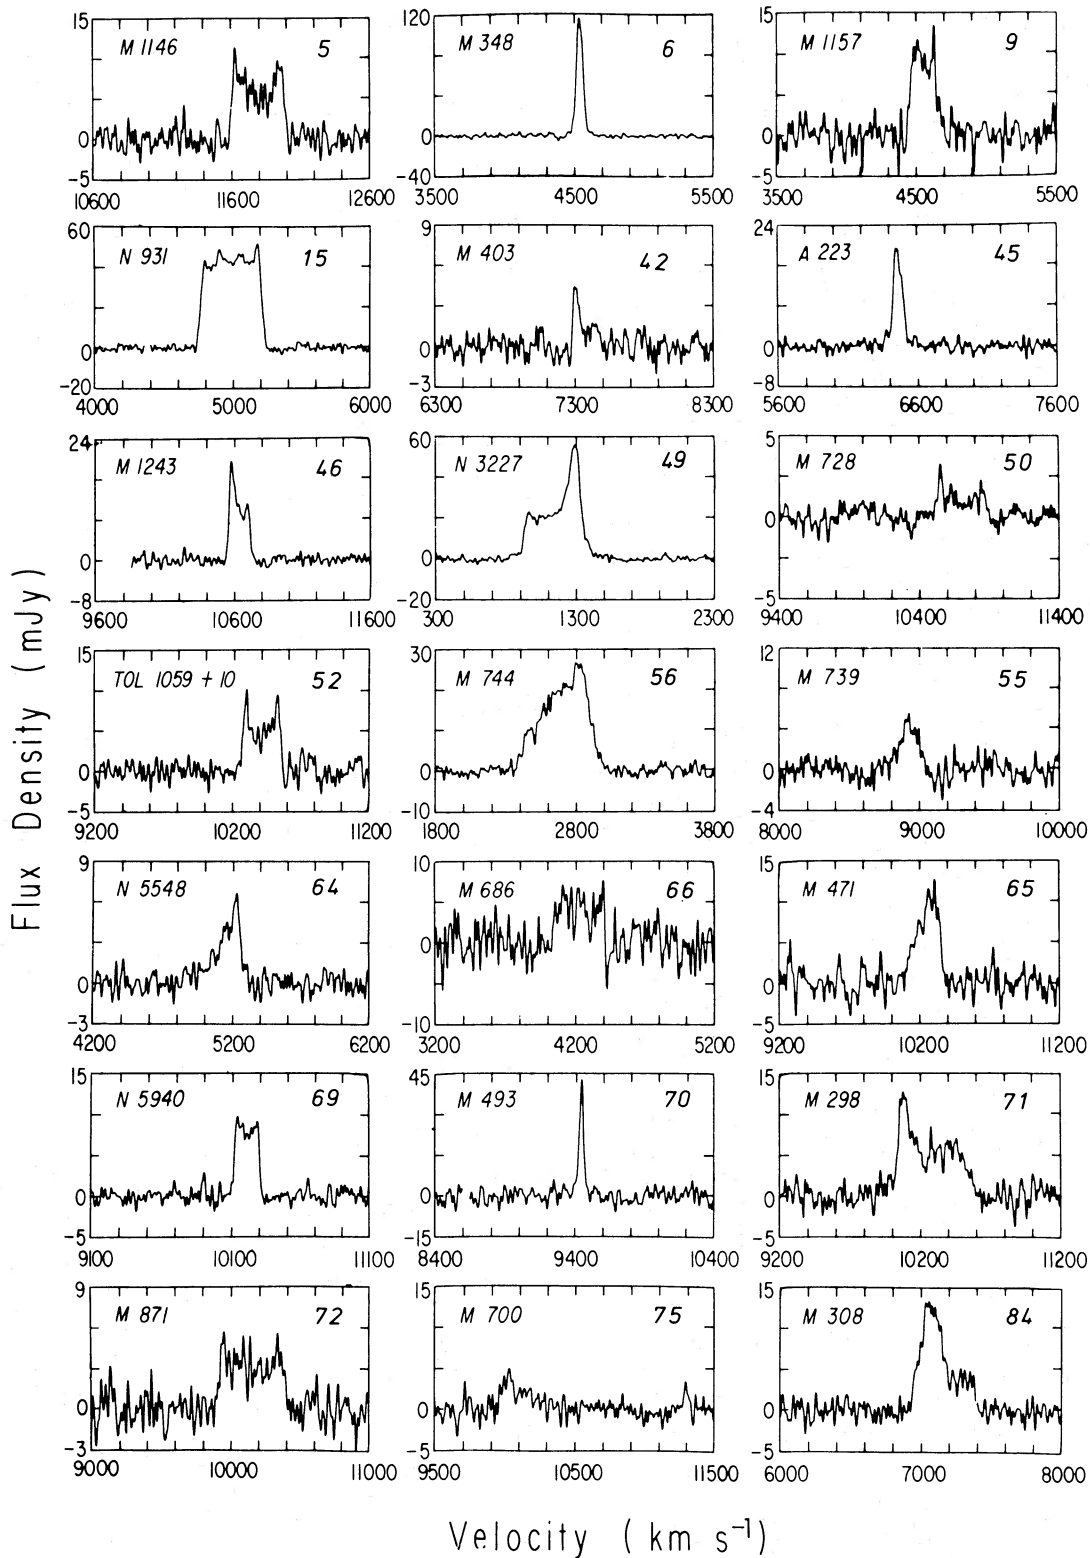 15 M 1146 5
0
-5
10600 11600 12600
120 M 348 6
0
-40
3500 4500 5500
15 M 1157 9
0
-5
3500 4500 5500
60 N 931 15
0
-20
4000 5000 6000
9 M 403 42
0
-3
6300 7300 8300
24 A 223 45
0
-8
5600 6600 7600
24 M 1243 46
0
-8
9600 10600 11600
60 N 3227 49
0
-20
300 1300 2300
5 M 728 50
0
-5
9400 10400 11400
15 TOL 1059 + 10 52
0
-5
9200 10200 11200
30 M 744 56
0
-10
1800 2800 3800
12 M 739 55
0
-4
8000 9000 10000
9 N 5548 64
0
-3
4200 5200 6200
10 M 686 66
0
-10
3200 4200 5200
15 M 471 65
0
-5
9200 10200 11200
15 N 5940 69
0
-5
9100 10100 11100
45 M 493 70
0
-15
8400 9400 10400
15 M 298 71
0
-5
9200 10200 11200
9 M 871 72
0
-3
9000 10000 11000
15 M 700 75
0
-5
9500 10500 11500
15 M 308 84
0
-5
6000 7000 8000
Flux Density (mJy)
Velocity (km s⁻¹)